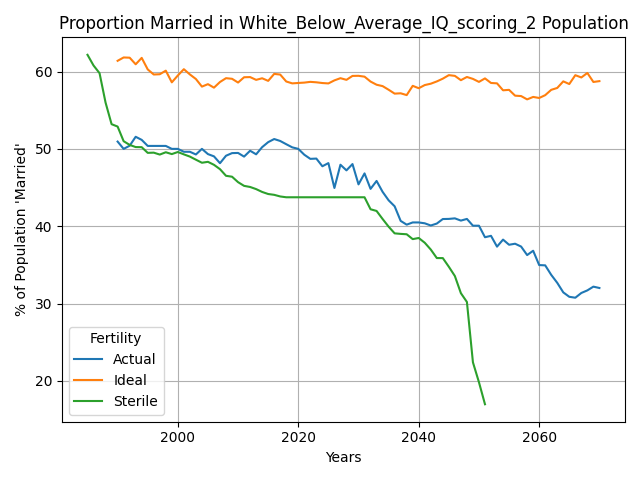 Proportion Married in White_Below_Average_IQ_scoring_2 Population
% of Population 'Married'
60
50
40
30
20
Fertility
Actual
Ideal
Sterile
2000 2020 2040 2060
Years